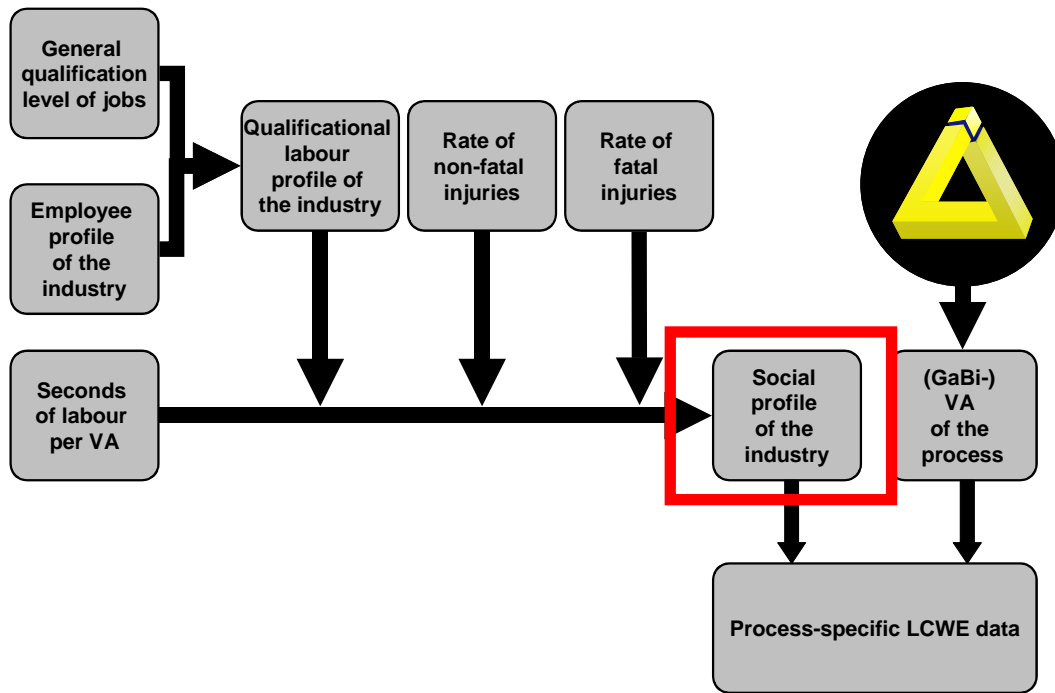 General
qualification
level of jobs
Qualificational
labour
profile of
the industry
Rate of
non-fatal
injuries
Rate of
fatal
injuries
Employee
profile
of the
industry
Seconds
of labour
per VA
Social
profile
of the
industry
(GaBi-)
VA
of the
process
Process-specific LCWE data